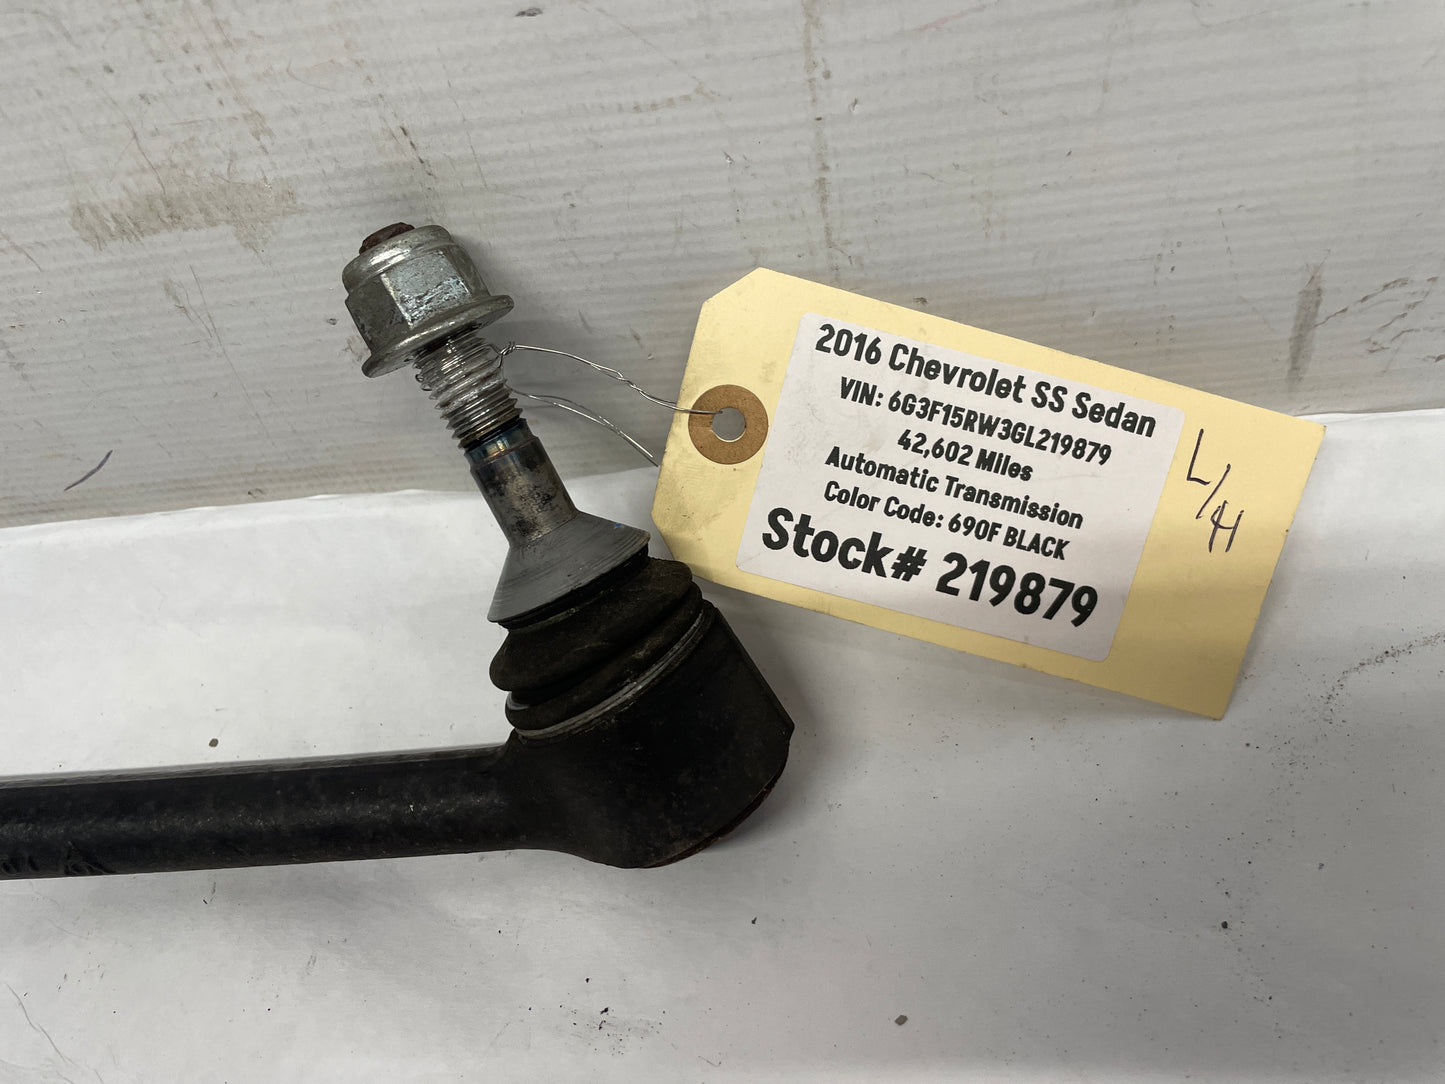 2016 Chevrolet SS Sedan
VIN: 6G3F15RW3GL219879
42,602 Miles
Automatic Transmission
Color Code: 690F BLACK
Stock# 219879
L/H